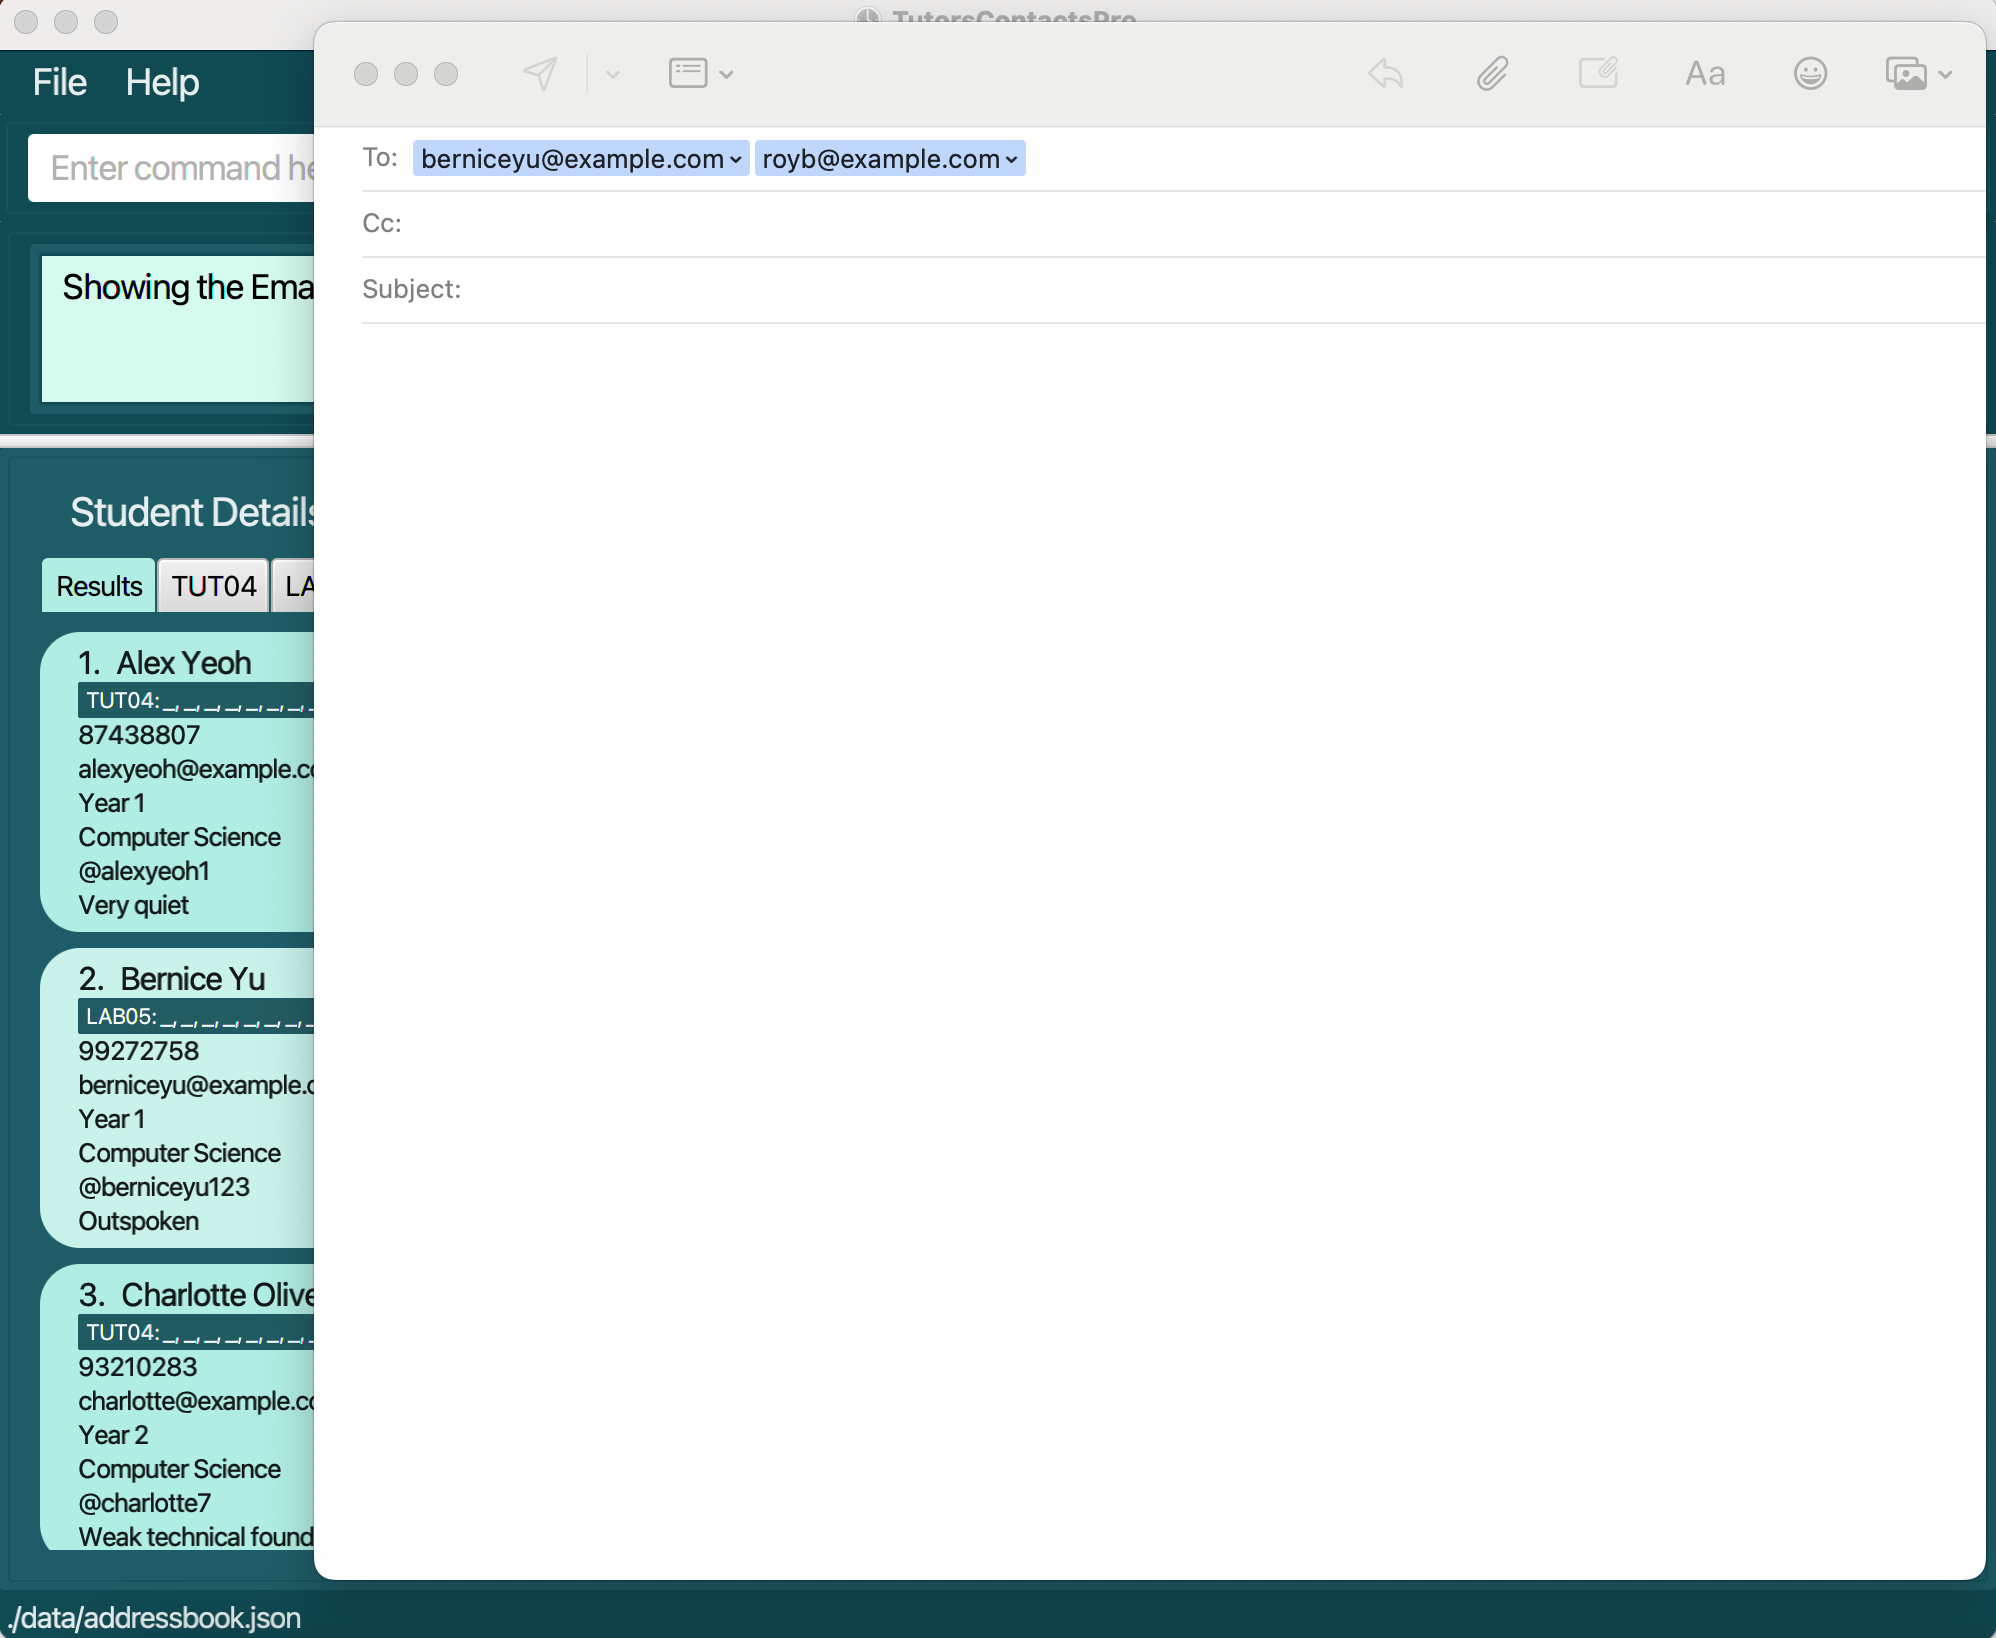 TutorsContactsPro
File Help
Enter command he
Showing the Ema
Student Details
Results TUT04 LA
1. Alex Yeoh
TUT04: _, _, _, _, _, _, _, _
87438807
alexyeoh@example.co
Year 1
Computer Science
@alexyeoh1
Very quiet
2. Bernice Yu
LAB05: _, _, _, _, _, _, _, _
99272758
berniceyu@example.c
Year 1
Computer Science
@berniceyu123
Outspoken
3. Charlotte Olive
TUT04: _, _, _, _, _, _, _, _
93210283
charlotte@example.co
Year 2
Computer Science
@charlotte7
Weak technical found
./data/addressbook.json
Aa
To: berniceyu@example.com royb@example.com
Cc:
Subject: